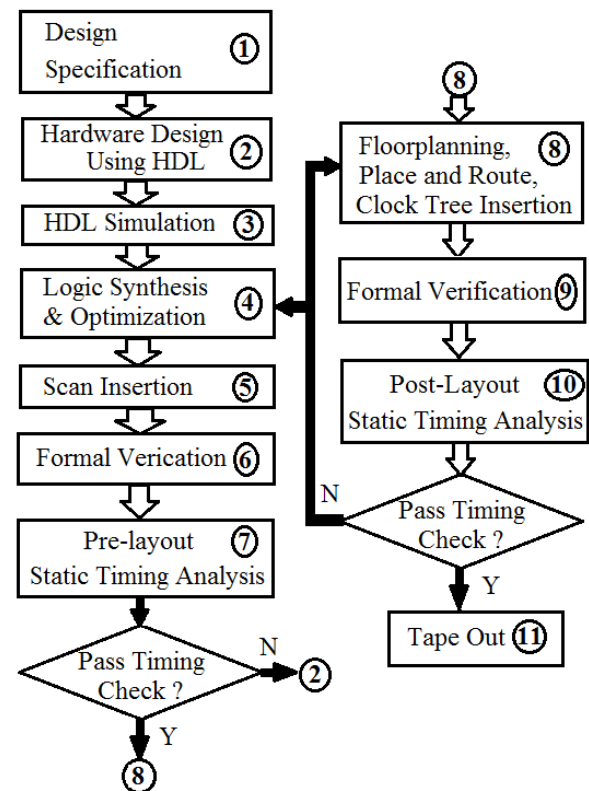 Design
Specification
1
Hardware Design
Using HDL
2
HDL Simulation
3
Logic Synthesis
& Optimization
4
Scan Insertion
5
Formal Verication
6
Pre-layout
Static Timing Analysis
7
Pass Timing
Check ?
N
2
Y
8
8
Floorplanning,
Place and Route,
Clock Tree Insertion
8
Formal Verification
9
Post-Layout
Static Timing Analysis
10
Pass Timing
Check ?
N
Y
Tape Out
11